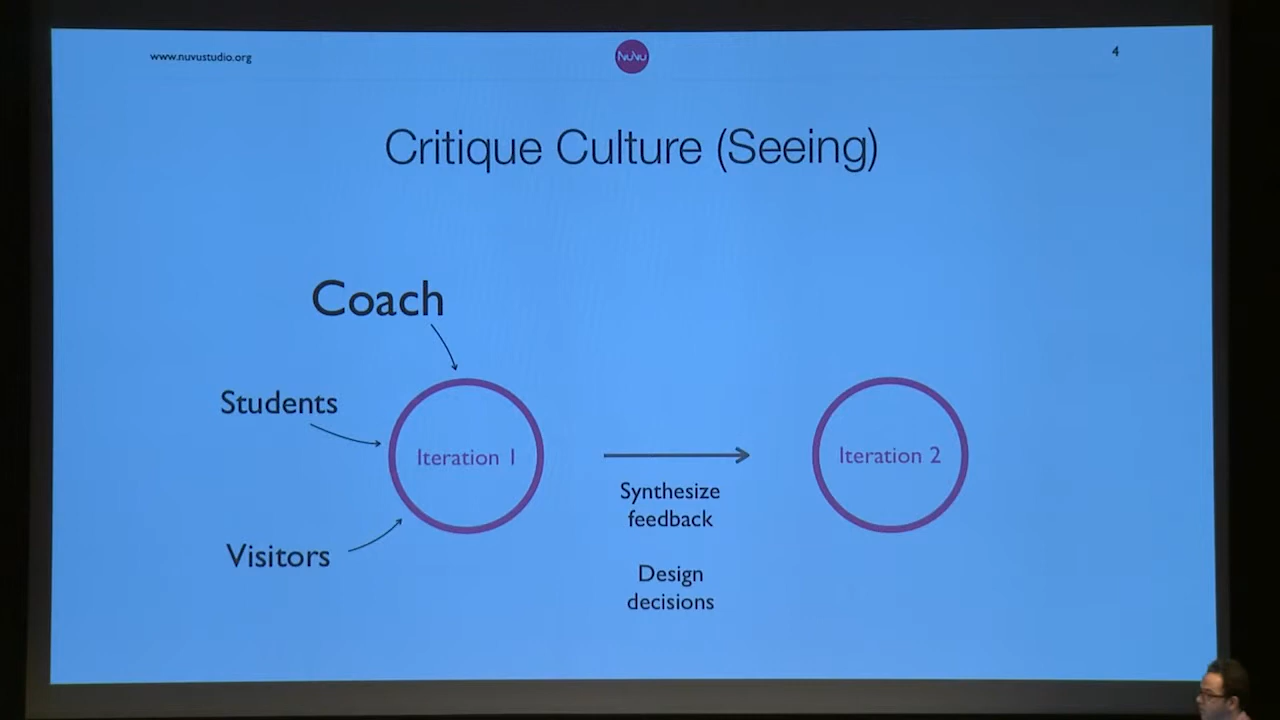 www.nuvustudio.org
NuVu
4
Critique Culture (Seeing)
Coach
Students
Iteration 1
Iteration 2
Synthesize
feedback
Visitors
Design
decisions